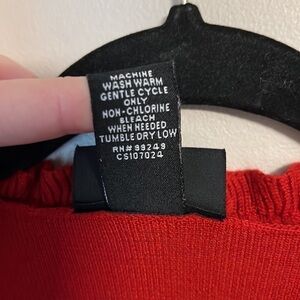 MACHINE
WASH WARM
GENTLE CYCLE
ONLY
NON-CHLORINE
BLEACH
WHEN NEEDED
TUMBLE DRY LOW
RN# 99249
CS107024